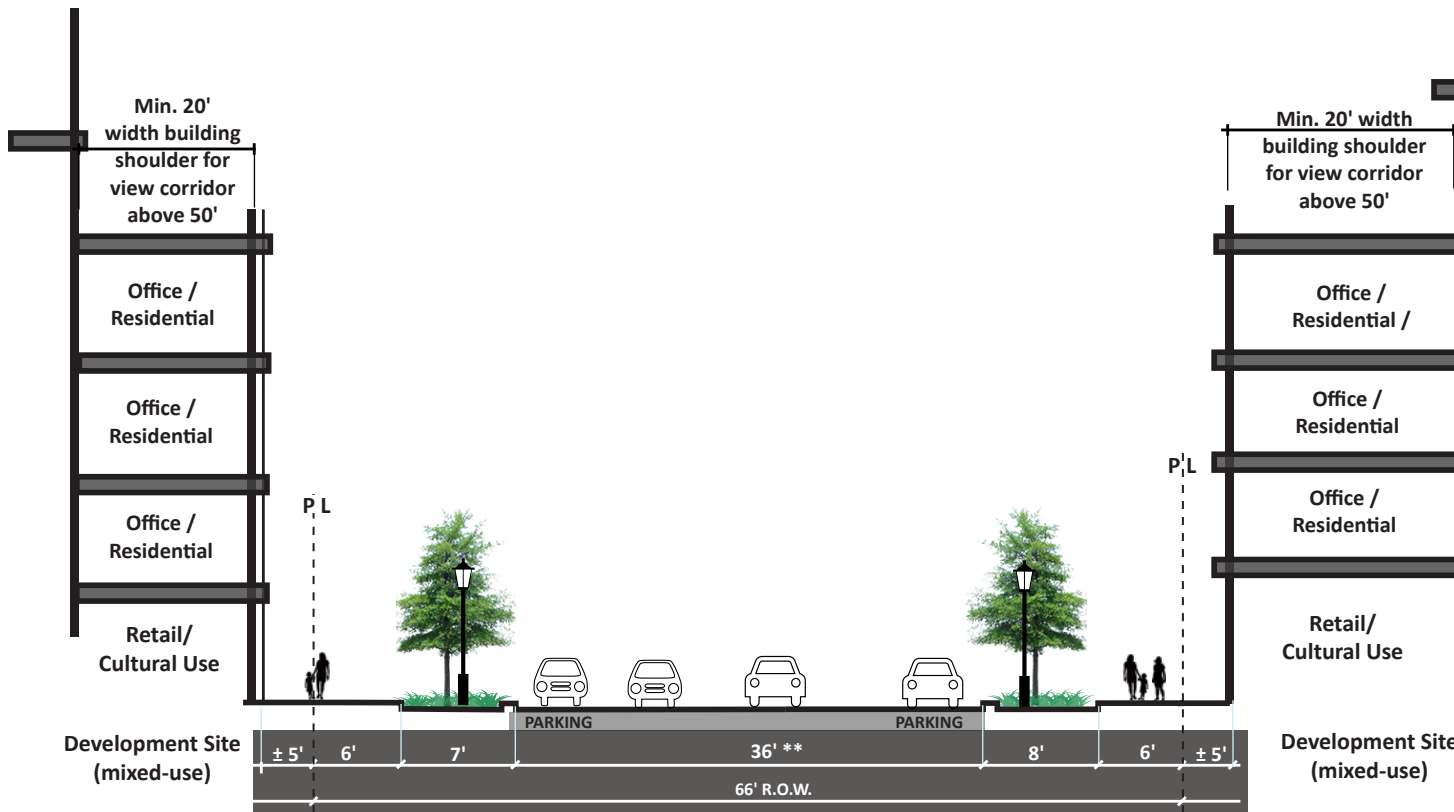 Min. 20'
width building
shoulder for
view corridor
above 50'
Min. 20' width
building shoulder
for view corridor
above 50'
Office /
Residential
Office /
Residential
Office /
Residential
Retail/
Cultural Use
Office /
Residential /
Office /
Residential
Office /
Residential
Retail/
Cultural Use
P L
P L
PARKING
PARKING
Development Site
(mixed-use)
± 5'
6'
7'
36' **
8'
6'
± 5'
Development Site
(mixed-use)
66' R.O.W.